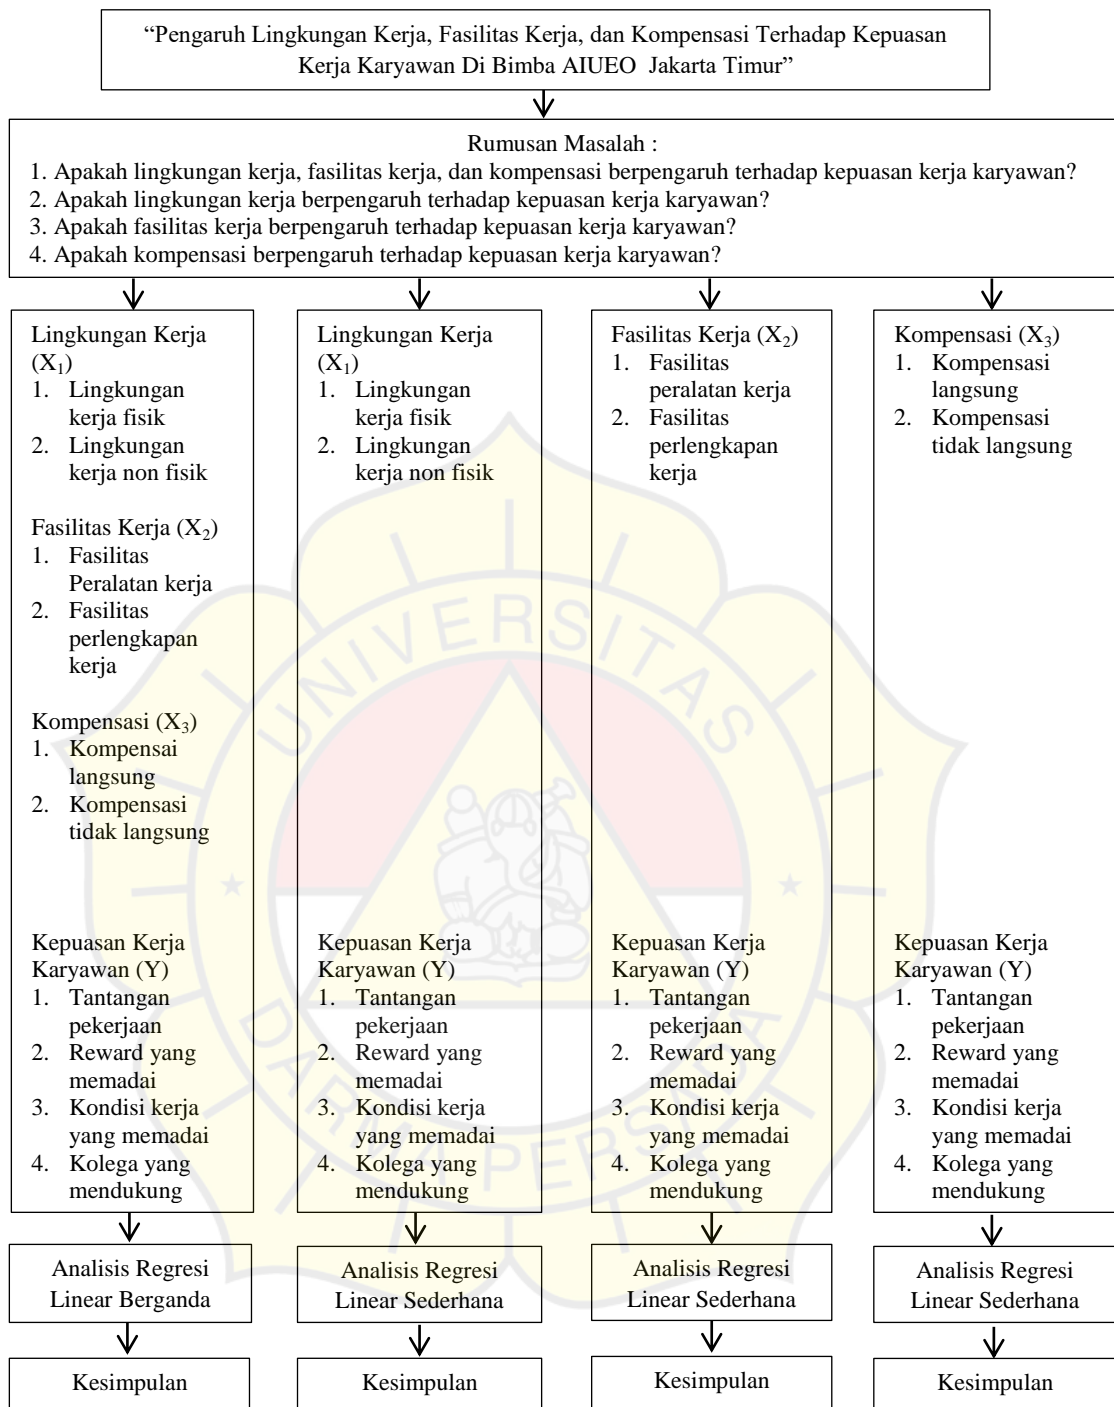 “Pengaruh Lingkungan Kerja, Fasilitas Kerja, dan Kompensasi Terhadap Kepuasan
Kerja Karyawan Di Bimba AIUEO Jakarta Timur”
Rumusan Masalah :
1. Apakah lingkungan kerja, fasilitas kerja, dan kompensasi berpengaruh terhadap kepuasan kerja karyawan?
2. Apakah lingkungan kerja berpengaruh terhadap kepuasan kerja karyawan?
3. Apakah fasilitas kerja berpengaruh terhadap kepuasan kerja karyawan?
4. Apakah kompensasi berpengaruh terhadap kepuasan kerja karyawan?
Lingkungan Kerja
(X₁)
1. Lingkungan
kerja fisik
2. Lingkungan
kerja non fisik
Fasilitas Kerja (X₂)
1. Fasilitas
Peralatan kerja
2. Fasilitas
perlengkapan
kerja
Kompensasi (X₃)
1. Kompensai
langsung
2. Kompensasi
tidak langsung
Kepuasan Kerja
Karyawan (Y)
1. Tantangan
pekerjaan
2. Reward yang
memadai
3. Kondisi kerja
yang memadai
4. Kolega yang
mendukung
Analisis Regresi
Linear Berganda
Kesimpulan
Lingkungan Kerja
(X₁)
1. Lingkungan
kerja fisik
2. Lingkungan
kerja non fisik
Kepuasan Kerja
Karyawan (Y)
1. Tantangan
pekerjaan
2. Reward yang
memadai
3. Kondisi kerja
yang memadai
4. Kolega yang
mendukung
Analisis Regresi
Linear Sederhana
Kesimpulan
Fasilitas Kerja (X₂)
1. Fasilitas
peralatan kerja
2. Fasilitas
perlengkapan
kerja
Kepuasan Kerja
Karyawan (Y)
1. Tantangan
pekerjaan
2. Reward yang
memadai
3. Kondisi kerja
yang memadai
4. Kolega yang
mendukung
Analisis Regresi
Linear Sederhana
Kesimpulan
Kompensasi (X₃)
1. Kompensasi
langsung
2. Kompensasi
tidak langsung
Kepuasan Kerja
Karyawan (Y)
1. Tantangan
pekerjaan
2. Reward yang
memadai
3. Kondisi kerja
yang memadai
4. Kolega yang
mendukung
Analisis Regresi
Linear Sederhana
Kesimpulan
UNIVERSITAS
DARMA PERSADA